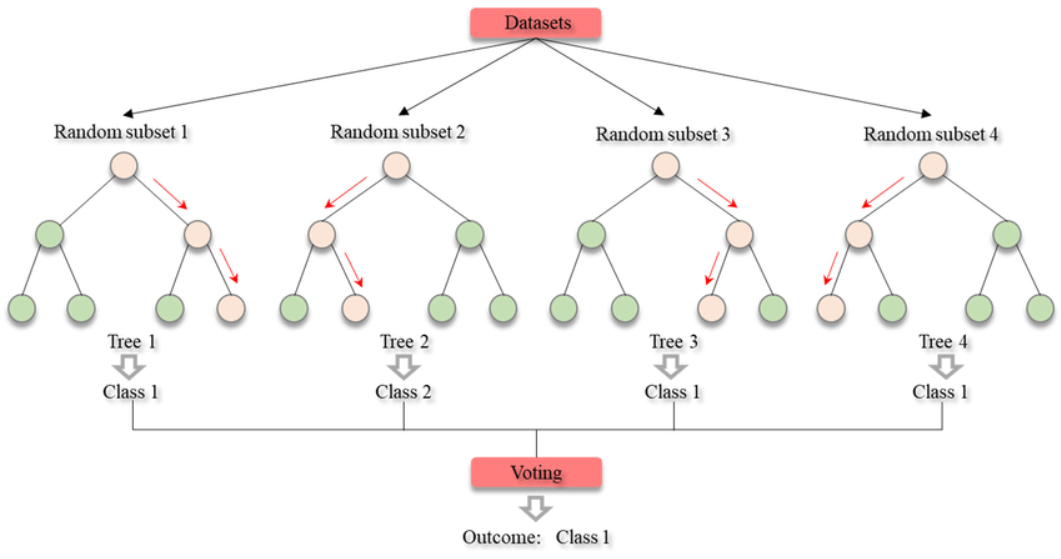 Datasets
Random subset 1
Random subset 2
Random subset 3
Random subset 4
Tree 1
Tree 2
Tree 3
Tree 4
Class 1
Class 2
Class 1
Class 1
Voting
Outcome: Class 1